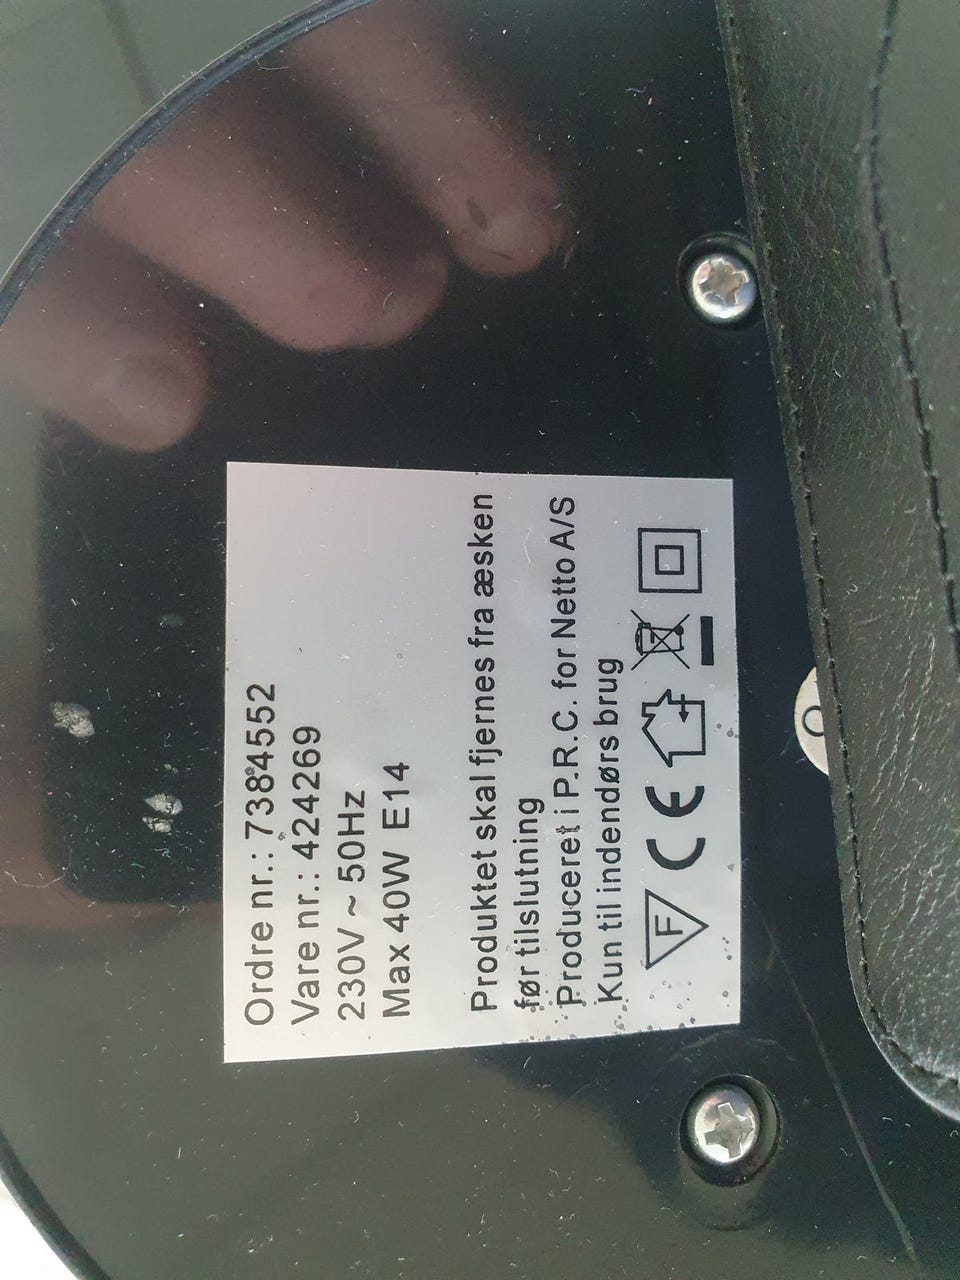 Ordre nr.: 7384552
Vare nr.: 424269
230V ~ 50Hz
Max 40W E14
Produktet skal fjernes fra æsken
før tilslutning
Produceret i P.R.C. for Netto A/S
Kun til indendørs brug
F CE